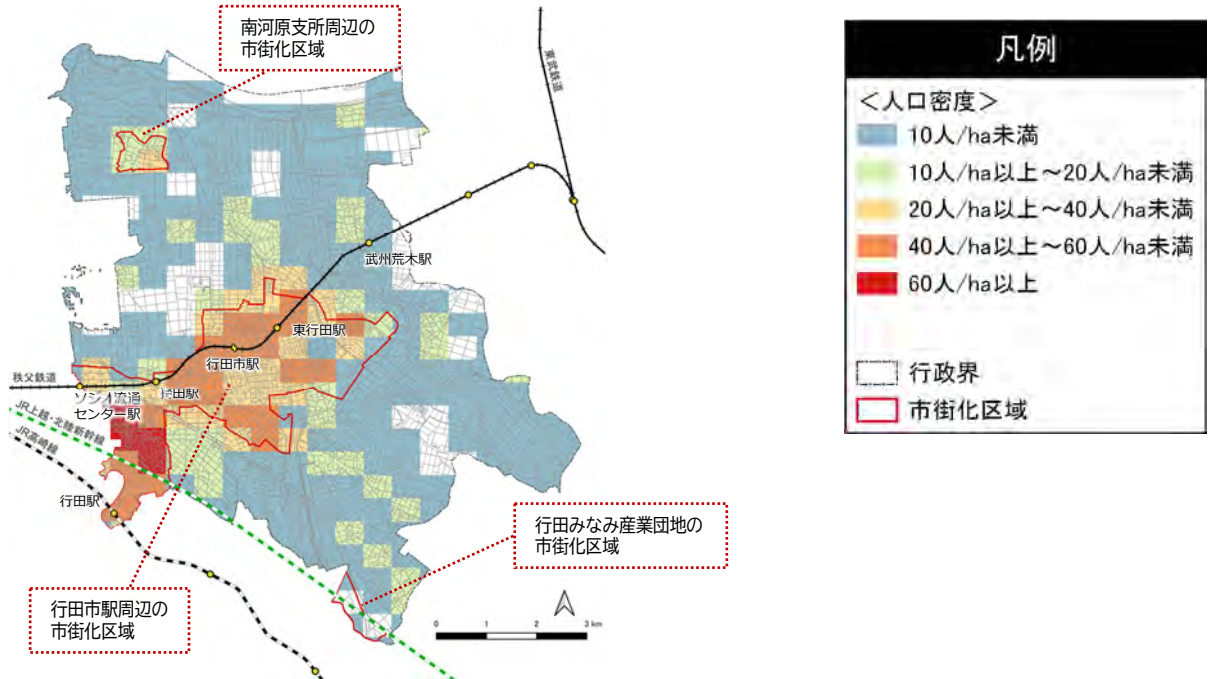 南河原支所周辺の
市街化区域
東武鉄道
武州荒木駅
東行田駅
行田市駅
秩父鉄道
持田駅
ソシオ流通
センター駅
JR上越・北陸新幹線
JR高崎線
行田駅
行田みなみ産業団地の
市街化区域
行田市駅周辺の
市街化区域
0 1 2 3 km
凡例
<人口密度>
10人/ha未満
10人/ha以上～20人/ha未満
20人/ha以上～40人/ha未満
40人/ha以上～60人/ha未満
60人/ha以上
行政界
市街化区域